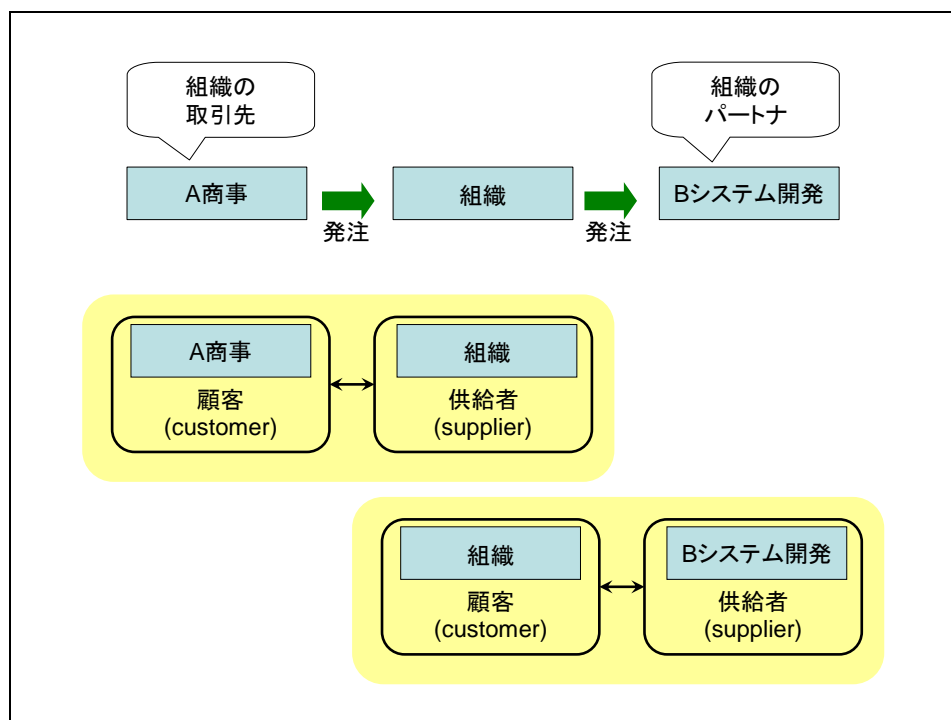 組織の
取引先
組織の
パートナ
A商事
組織
Bシステム開発
発注
発注
A商事
組織
顧客
(customer)
供給者
(supplier)
組織
Bシステム開発
顧客
(customer)
供給者
(supplier)